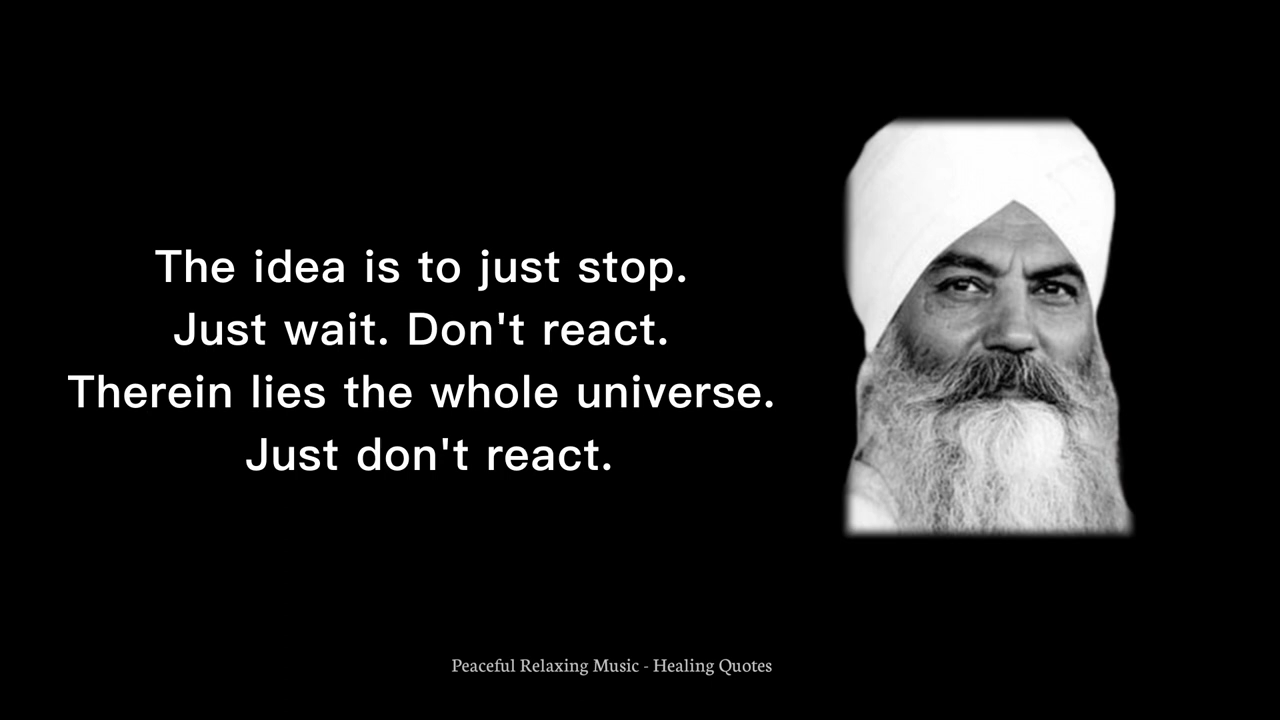 The idea is to just stop.
Just wait. Don't react.
Therein lies the whole universe.
Just don't react.
Peaceful Relaxing Music - Healing Quotes